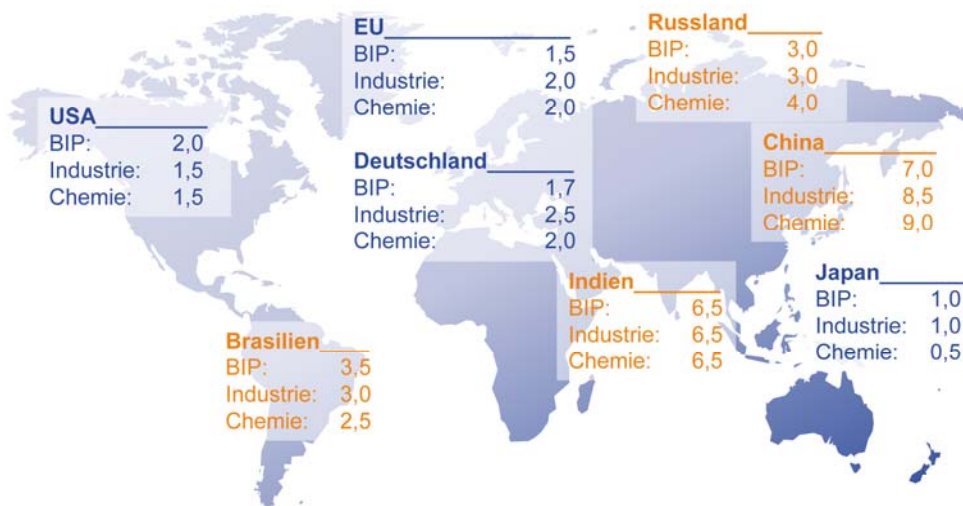 EU
BIP: 1,5
Industrie: 2,0
Chemie: 2,0
Russland
BIP: 3,0
Industrie: 3,0
Chemie: 4,0
USA
BIP: 2,0
Industrie: 1,5
Chemie: 1,5
Deutschland
BIP: 1,7
Industrie: 2,5
Chemie: 2,0
China
BIP: 7,0
Industrie: 8,5
Chemie: 9,0
Indien
BIP: 6,5
Industrie: 6,5
Chemie: 6,5
Japan
BIP: 1,0
Industrie: 1,0
Chemie: 0,5
Brasilien
BIP: 3,5
Industrie: 3,0
Chemie: 2,5